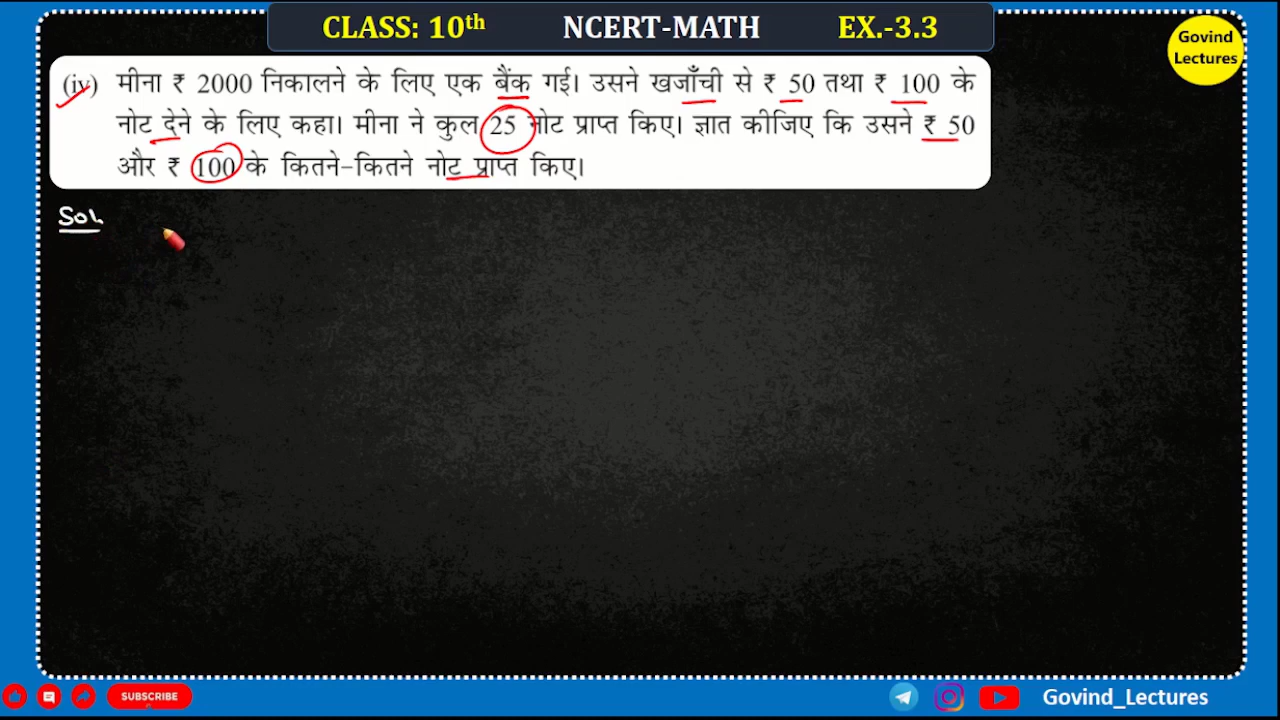 CLASS: 10th NCERT-MATH EX.-3.3
Govind
Lectures
(iv) मीना ₹ 2000 निकालने के लिए एक बैंक गई। उसने खजाँची से ₹ 50 तथा ₹ 100 के
नोट देने के लिए कहा। मीना ने कुल 25 नोट प्राप्त किए। ज्ञात कीजिए कि उसने ₹ 50
और ₹ 100 के कितने-कितने नोट प्राप्त किए।
Sol.
SUBSCRIBE
Govind_Lectures